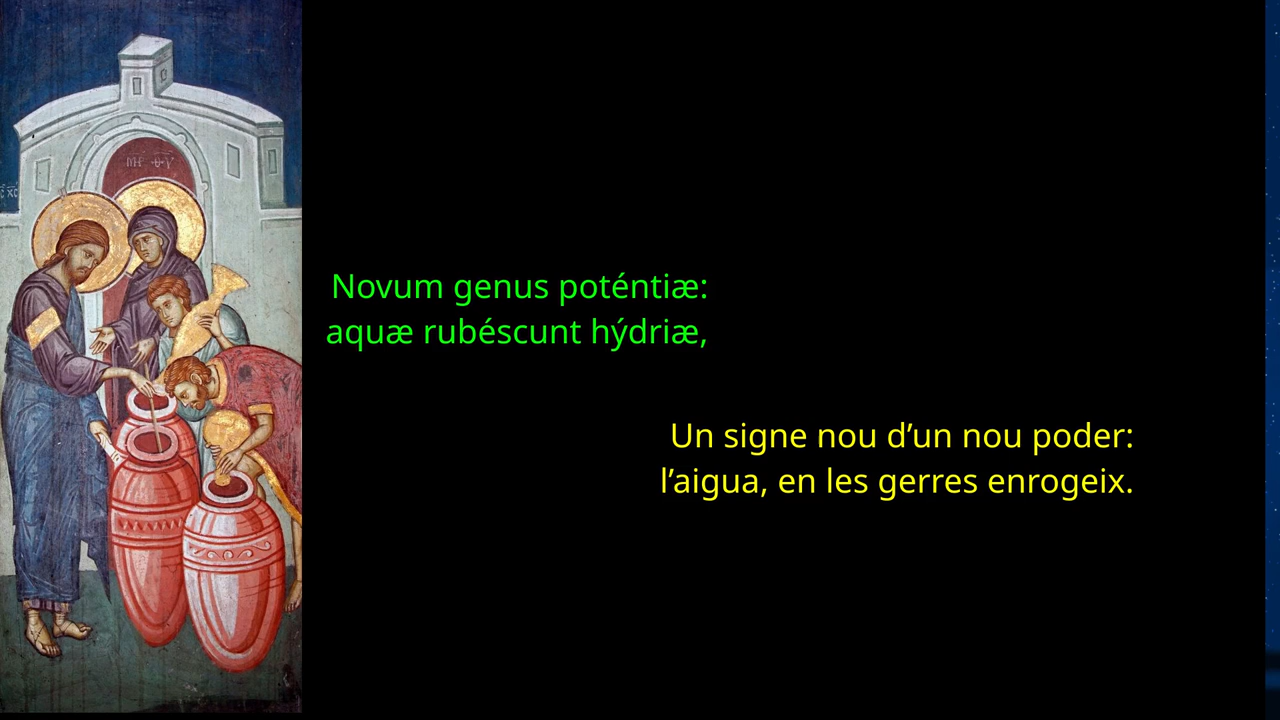 Novum genus poténtiæ:
aquæ rubéscunt hýdriæ,
Un signe nou d’un nou poder:
l’aigua, en les gerres enrogeix.